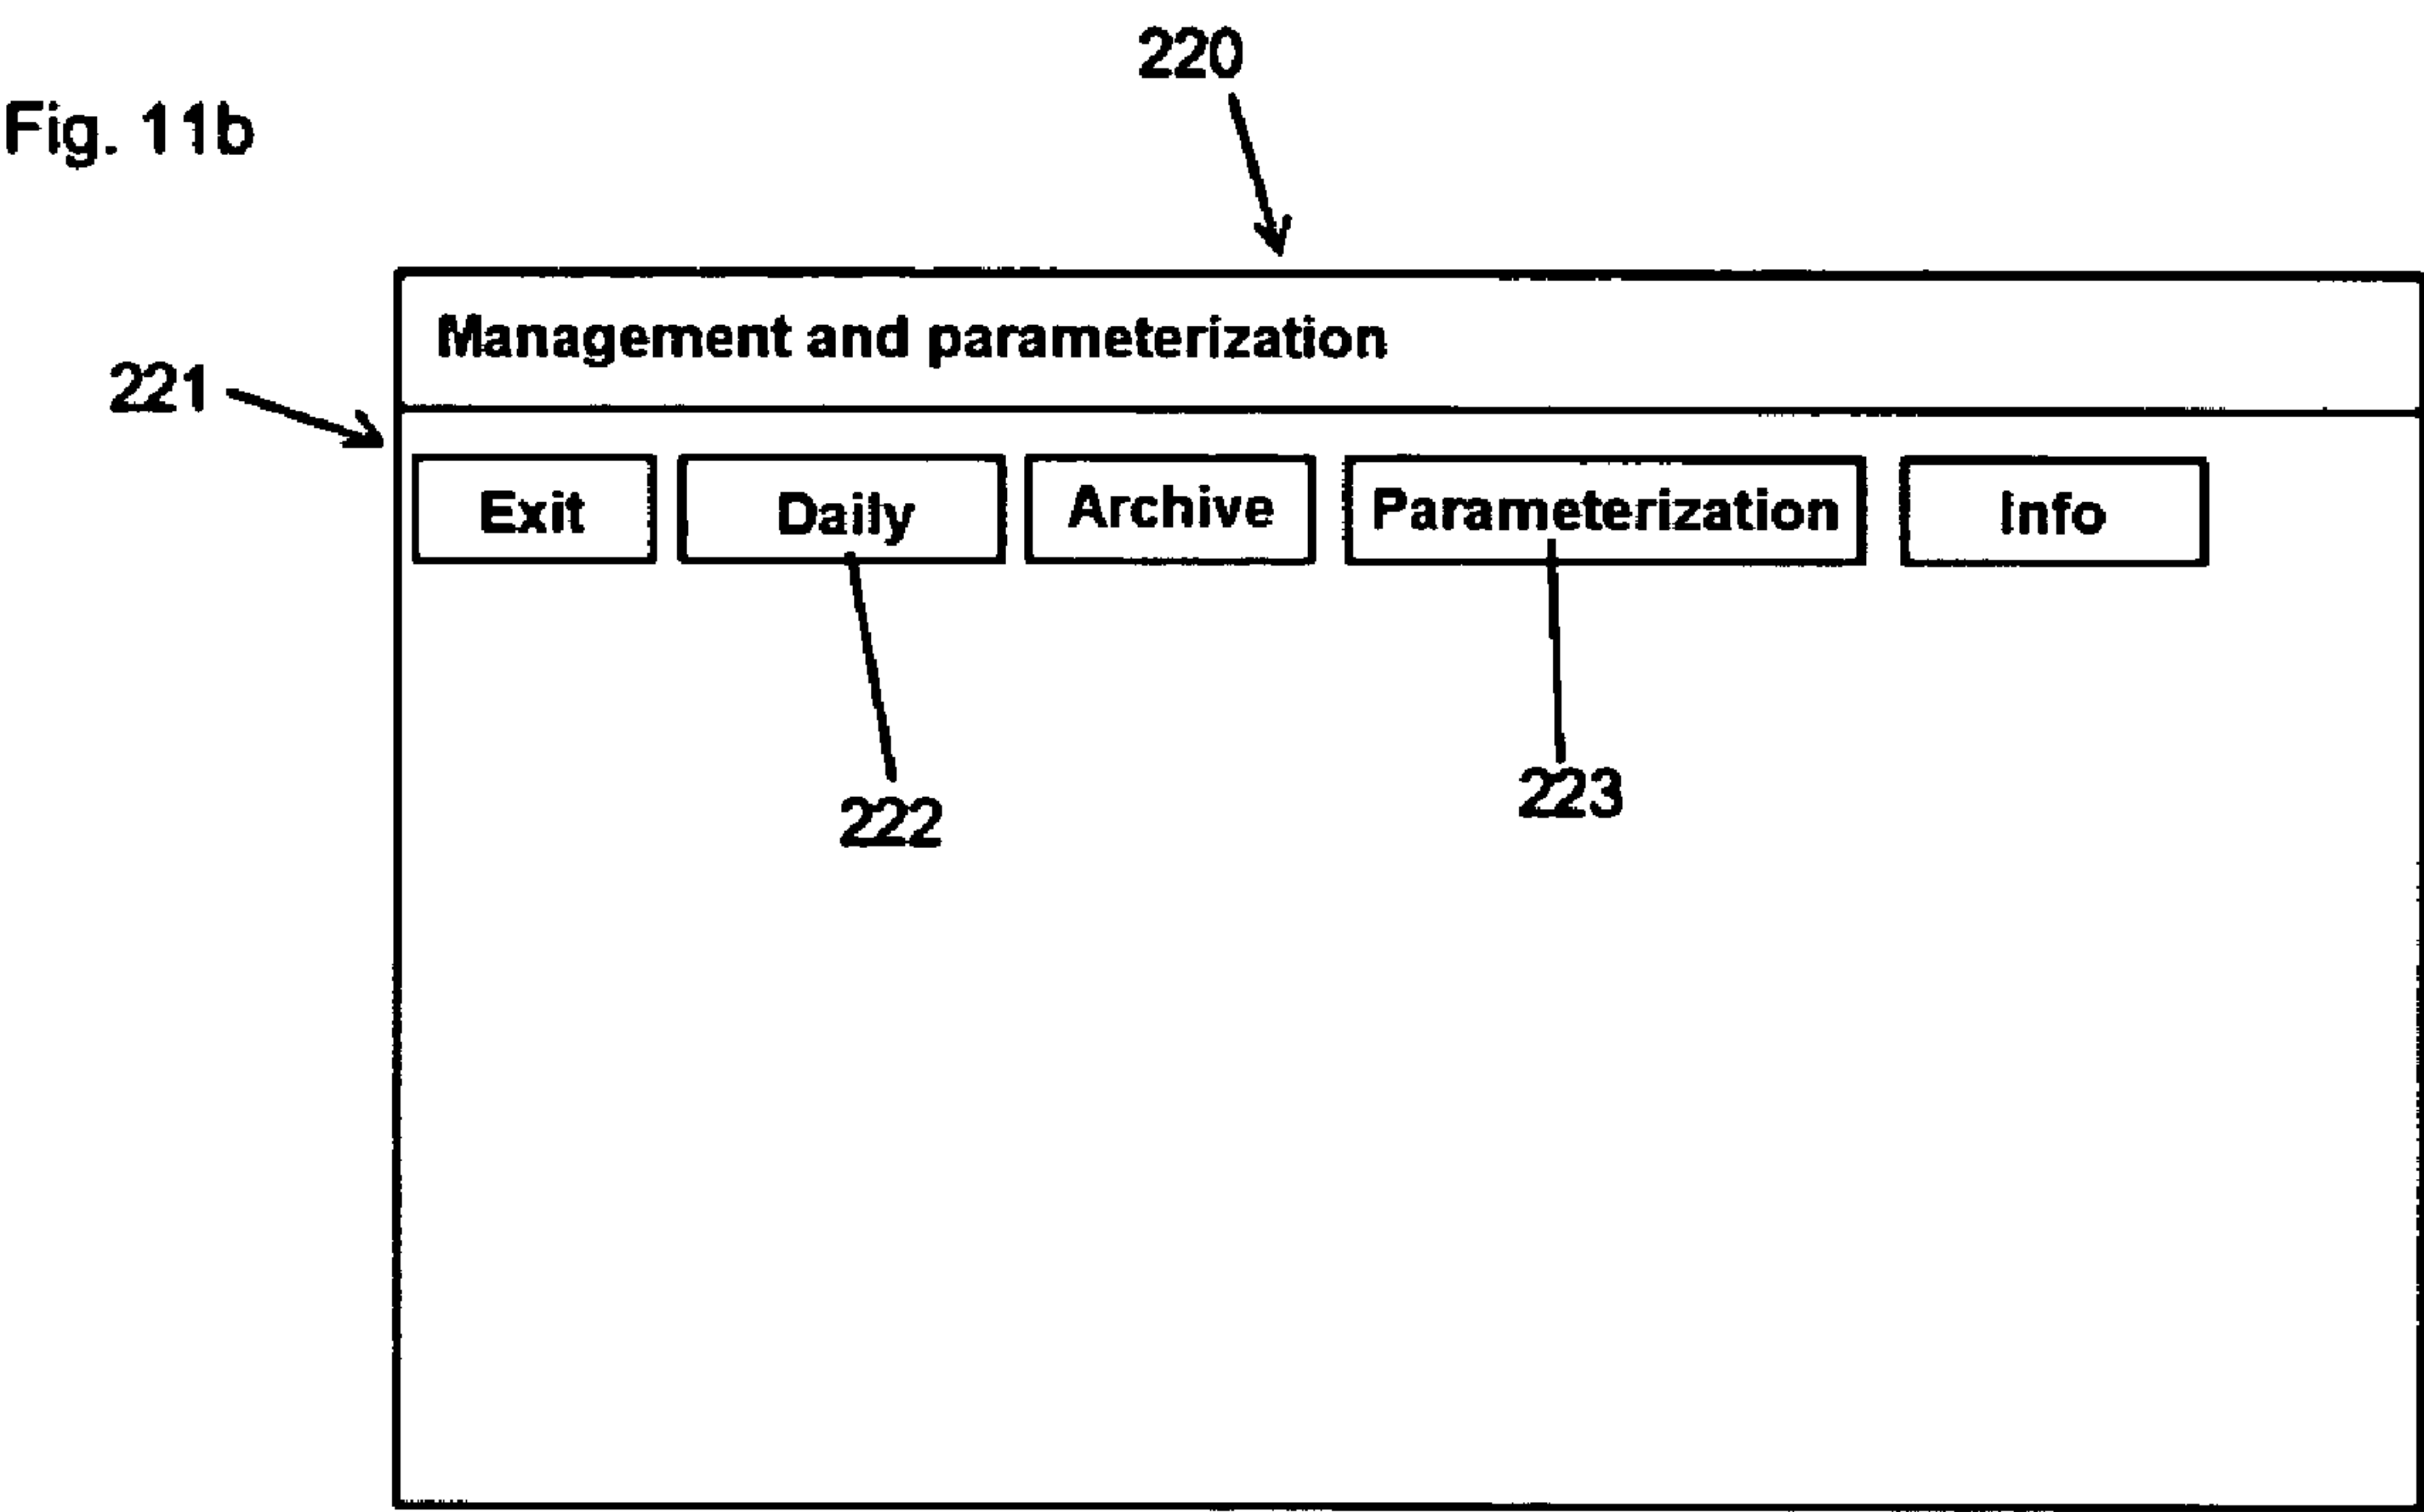 220
Fig. 11b
Management and parameterization
221
Exit Daily Archive Parameterization Info
222 223